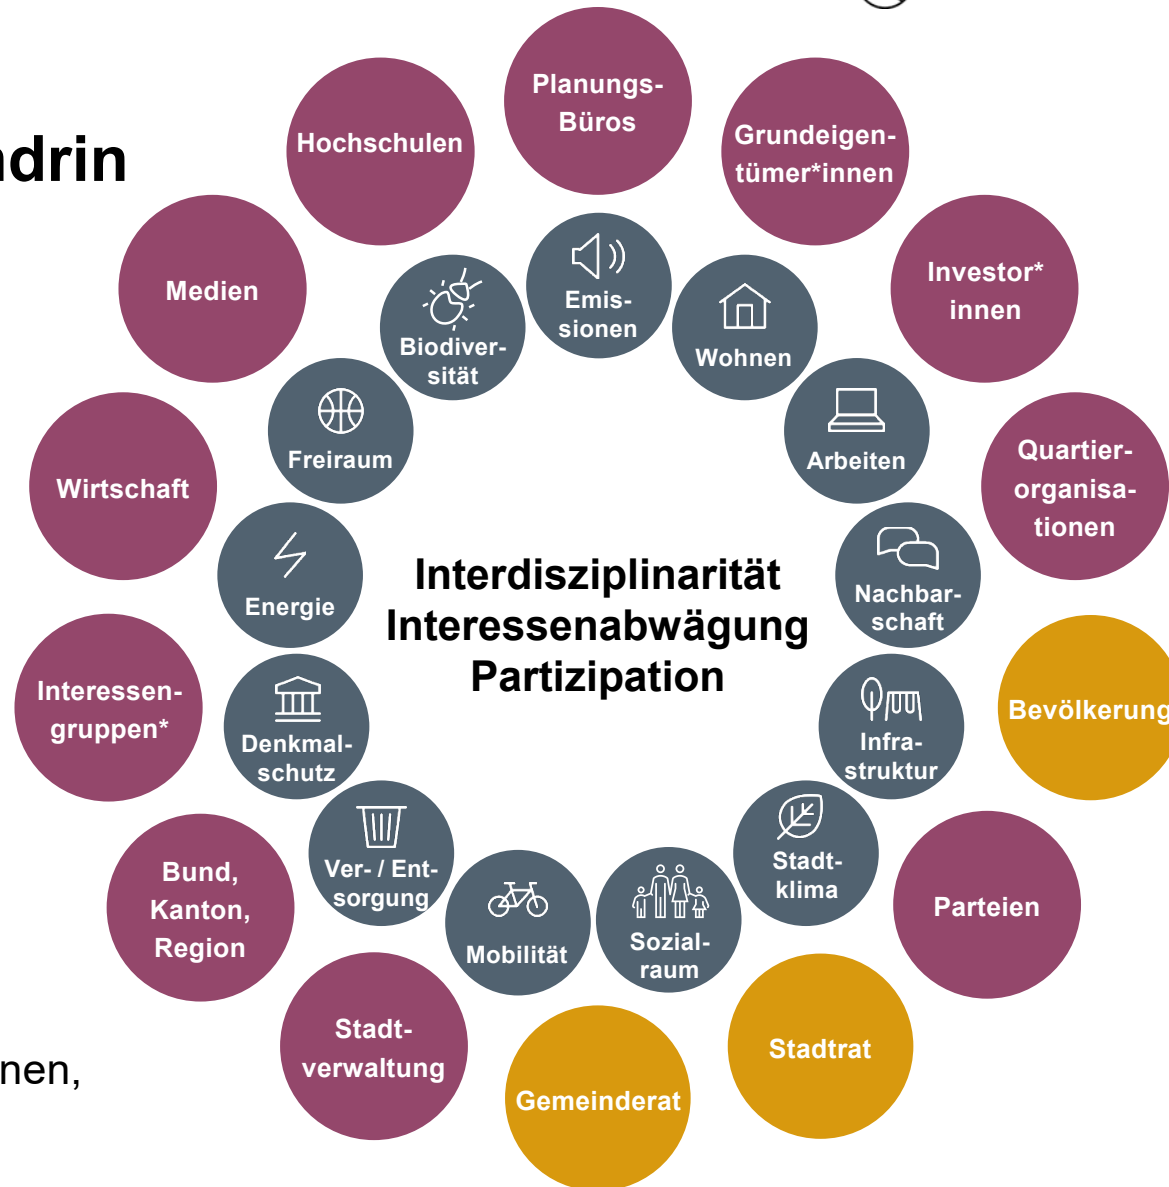 ndrin
Planungs-
Büros
Grundeigen-
tümer*innen
Investor*
innen
Quartier-
organisa-
tionen
Bevölkerung
Parteien
Stadtrat
Gemeinderat
Stadt-
verwaltung
Bund,
Kanton,
Region
Interessen-
gruppen*
Wirtschaft
Medien
Hochschulen
Emis-
sionen
Wohnen
Arbeiten
Nachbar-
schaft
Infra-
struktur
Stadt-
klima
Sozial-
raum
Mobilität
Ver- / Ent-
sorgung
Denkmal-
schutz
Energie
Freiraum
Biodiver-
sität
Interdisziplinarität
Interessenabwägung
Partizipation
nen,